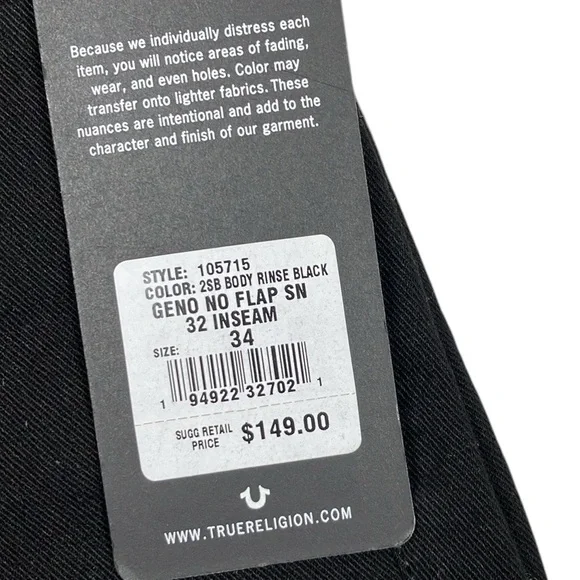 Because we individually distress each
item, you will notice areas of fading,
wear, and even holes. Color may
transfer onto lighter fabrics. These
nuances are intentional and add to the
character and finish of our garment.
STYLE: 105715
COLOR: 2SB BODY RINSE BLACK
GENO NO FLAP SN
32 INSEAM
SIZE: 34
1 94922 32702 1
SUGG RETAIL PRICE $149.00
WWW.TRUERELIGION.COM